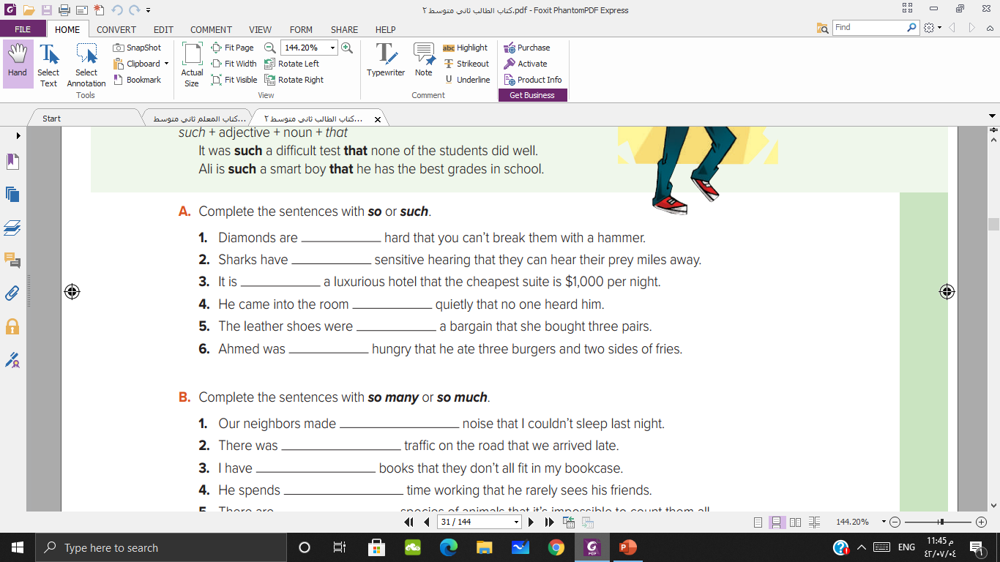 كتاب الطالب ثاني متوسط ٢.pdf - Foxit PhantomPDF Express
FILE HOME CONVERT EDIT COMMENT VIEW FORM SHARE HELP
Find
Hand
Select Text
Select Annotation
SnapShot
Clipboard
Bookmark
Tools
Actual Size
Fit Page
Fit Width
Fit Visible
144.20%
Rotate Left
Rotate Right
View
Typewriter
Note
Highlight
Strikeout
Underline
Comment
Purchase
Activate
Product Info
Get Business
Start
كتاب المعلم ثاني متوسط...
كتاب الطالب ثاني متوسط ٢...
such + adjective + noun + that
It was such a difficult test that none of the students did well.
Ali is such a smart boy that he has the best grades in school.
A. Complete the sentences with so or such.
1. Diamonds are ____________ hard that you can't break them with a hammer.
2. Sharks have ____________ sensitive hearing that they can hear their prey miles away.
3. It is ____________ a luxurious hotel that the cheapest suite is $1,000 per night.
4. He came into the room ____________ quietly that no one heard him.
5. The leather shoes were ____________ a bargain that she bought three pairs.
6. Ahmed was ____________ hungry that he ate three burgers and two sides of fries.
B. Complete the sentences with so many or so much.
1. Our neighbors made __________________ noise that I couldn't sleep last night.
2. There was __________________ traffic on the road that we arrived late.
3. I have __________________ books that they don't all fit in my bookcase.
4. He spends __________________ time working that he rarely sees his friends.
5. There are __________________ species of animals that it's impossible to count them all.
31 / 144
144.20%
Type here to search
ENG
11:45 م
٤٢/٠٧/٠٤